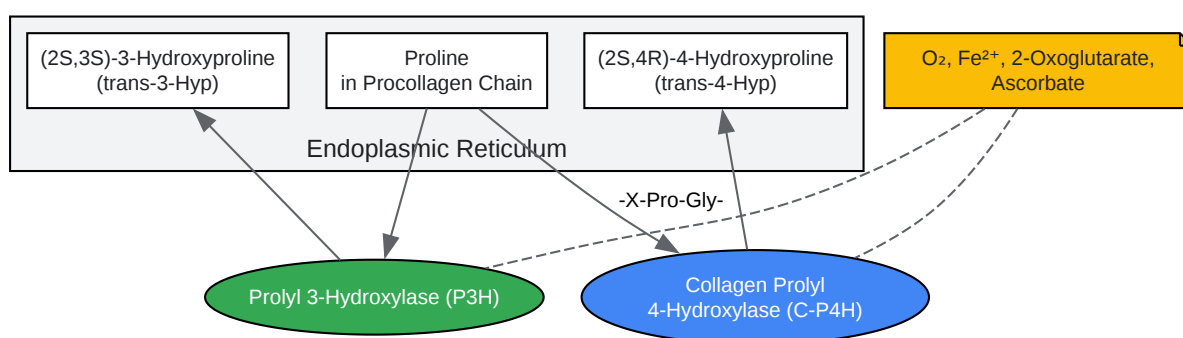 (2S,3S)-3-Hydroxyproline
(trans-3-Hyp)
Proline
in Procollagen Chain
(2S,4R)-4-Hydroxyproline
(trans-4-Hyp)
O₂, Fe²⁺, 2-Oxoglutarate,
Ascorbate
Endoplasmic Reticulum
-X-Pro-Gly-
Prolyl 3-Hydroxylase (P3H)
Collagen Prolyl
4-Hydroxylase (C-P4H)